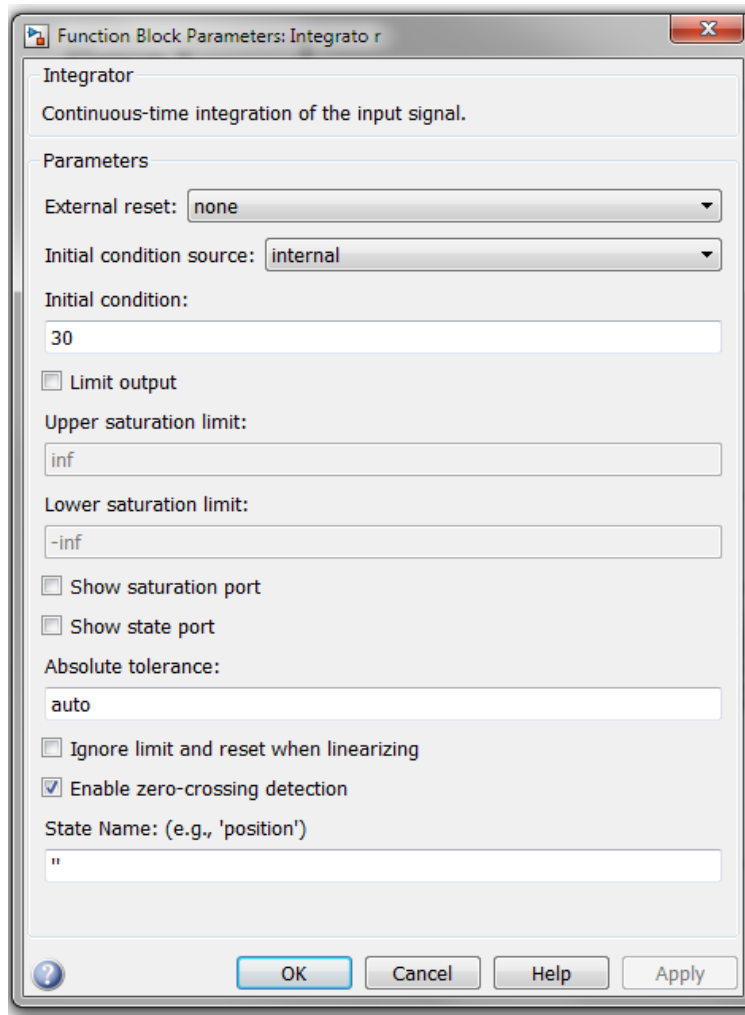 Function Block Parameters: Integrato r
x
Integrator
Continuous-time integration of the input signal.
Parameters
External reset: none
Initial condition source: internal
Initial condition:
30
Limit output
Upper saturation limit:
inf
Lower saturation limit:
-inf
Show saturation port
Show state port
Absolute tolerance:
auto
Ignore limit and reset when linearizing
Enable zero-crossing detection
State Name: (e.g., 'position')
''
? OK Cancel Help Apply